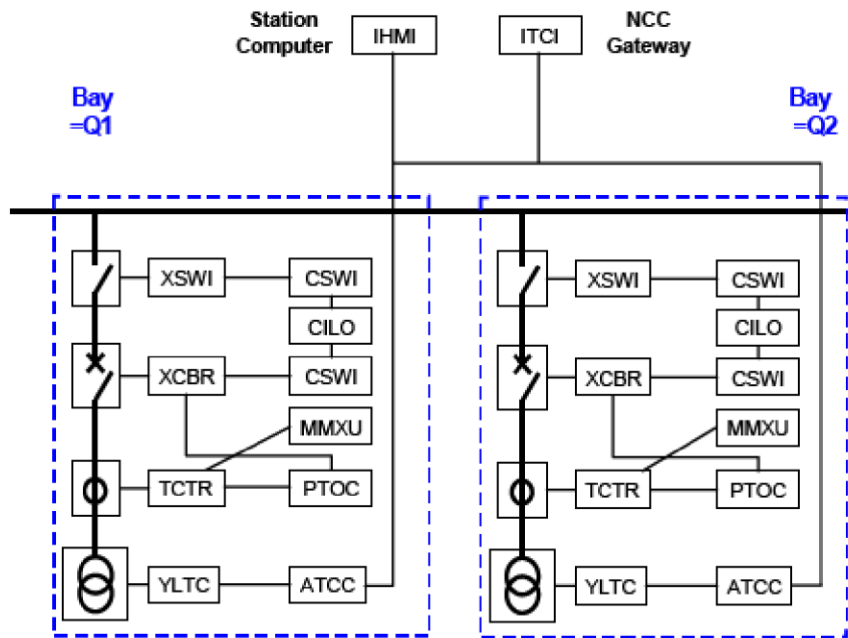 Station
Computer
IHMI
ITCI
NCC
Gateway
Bay
=Q1
Bay
=Q2
XSWI
CSWI
CILO
XCBR
CSWI
MMXU
TCTR
PTOC
YLTC
ATCC
XSWI
CSWI
CILO
XCBR
CSWI
MMXU
TCTR
PTOC
YLTC
ATCC